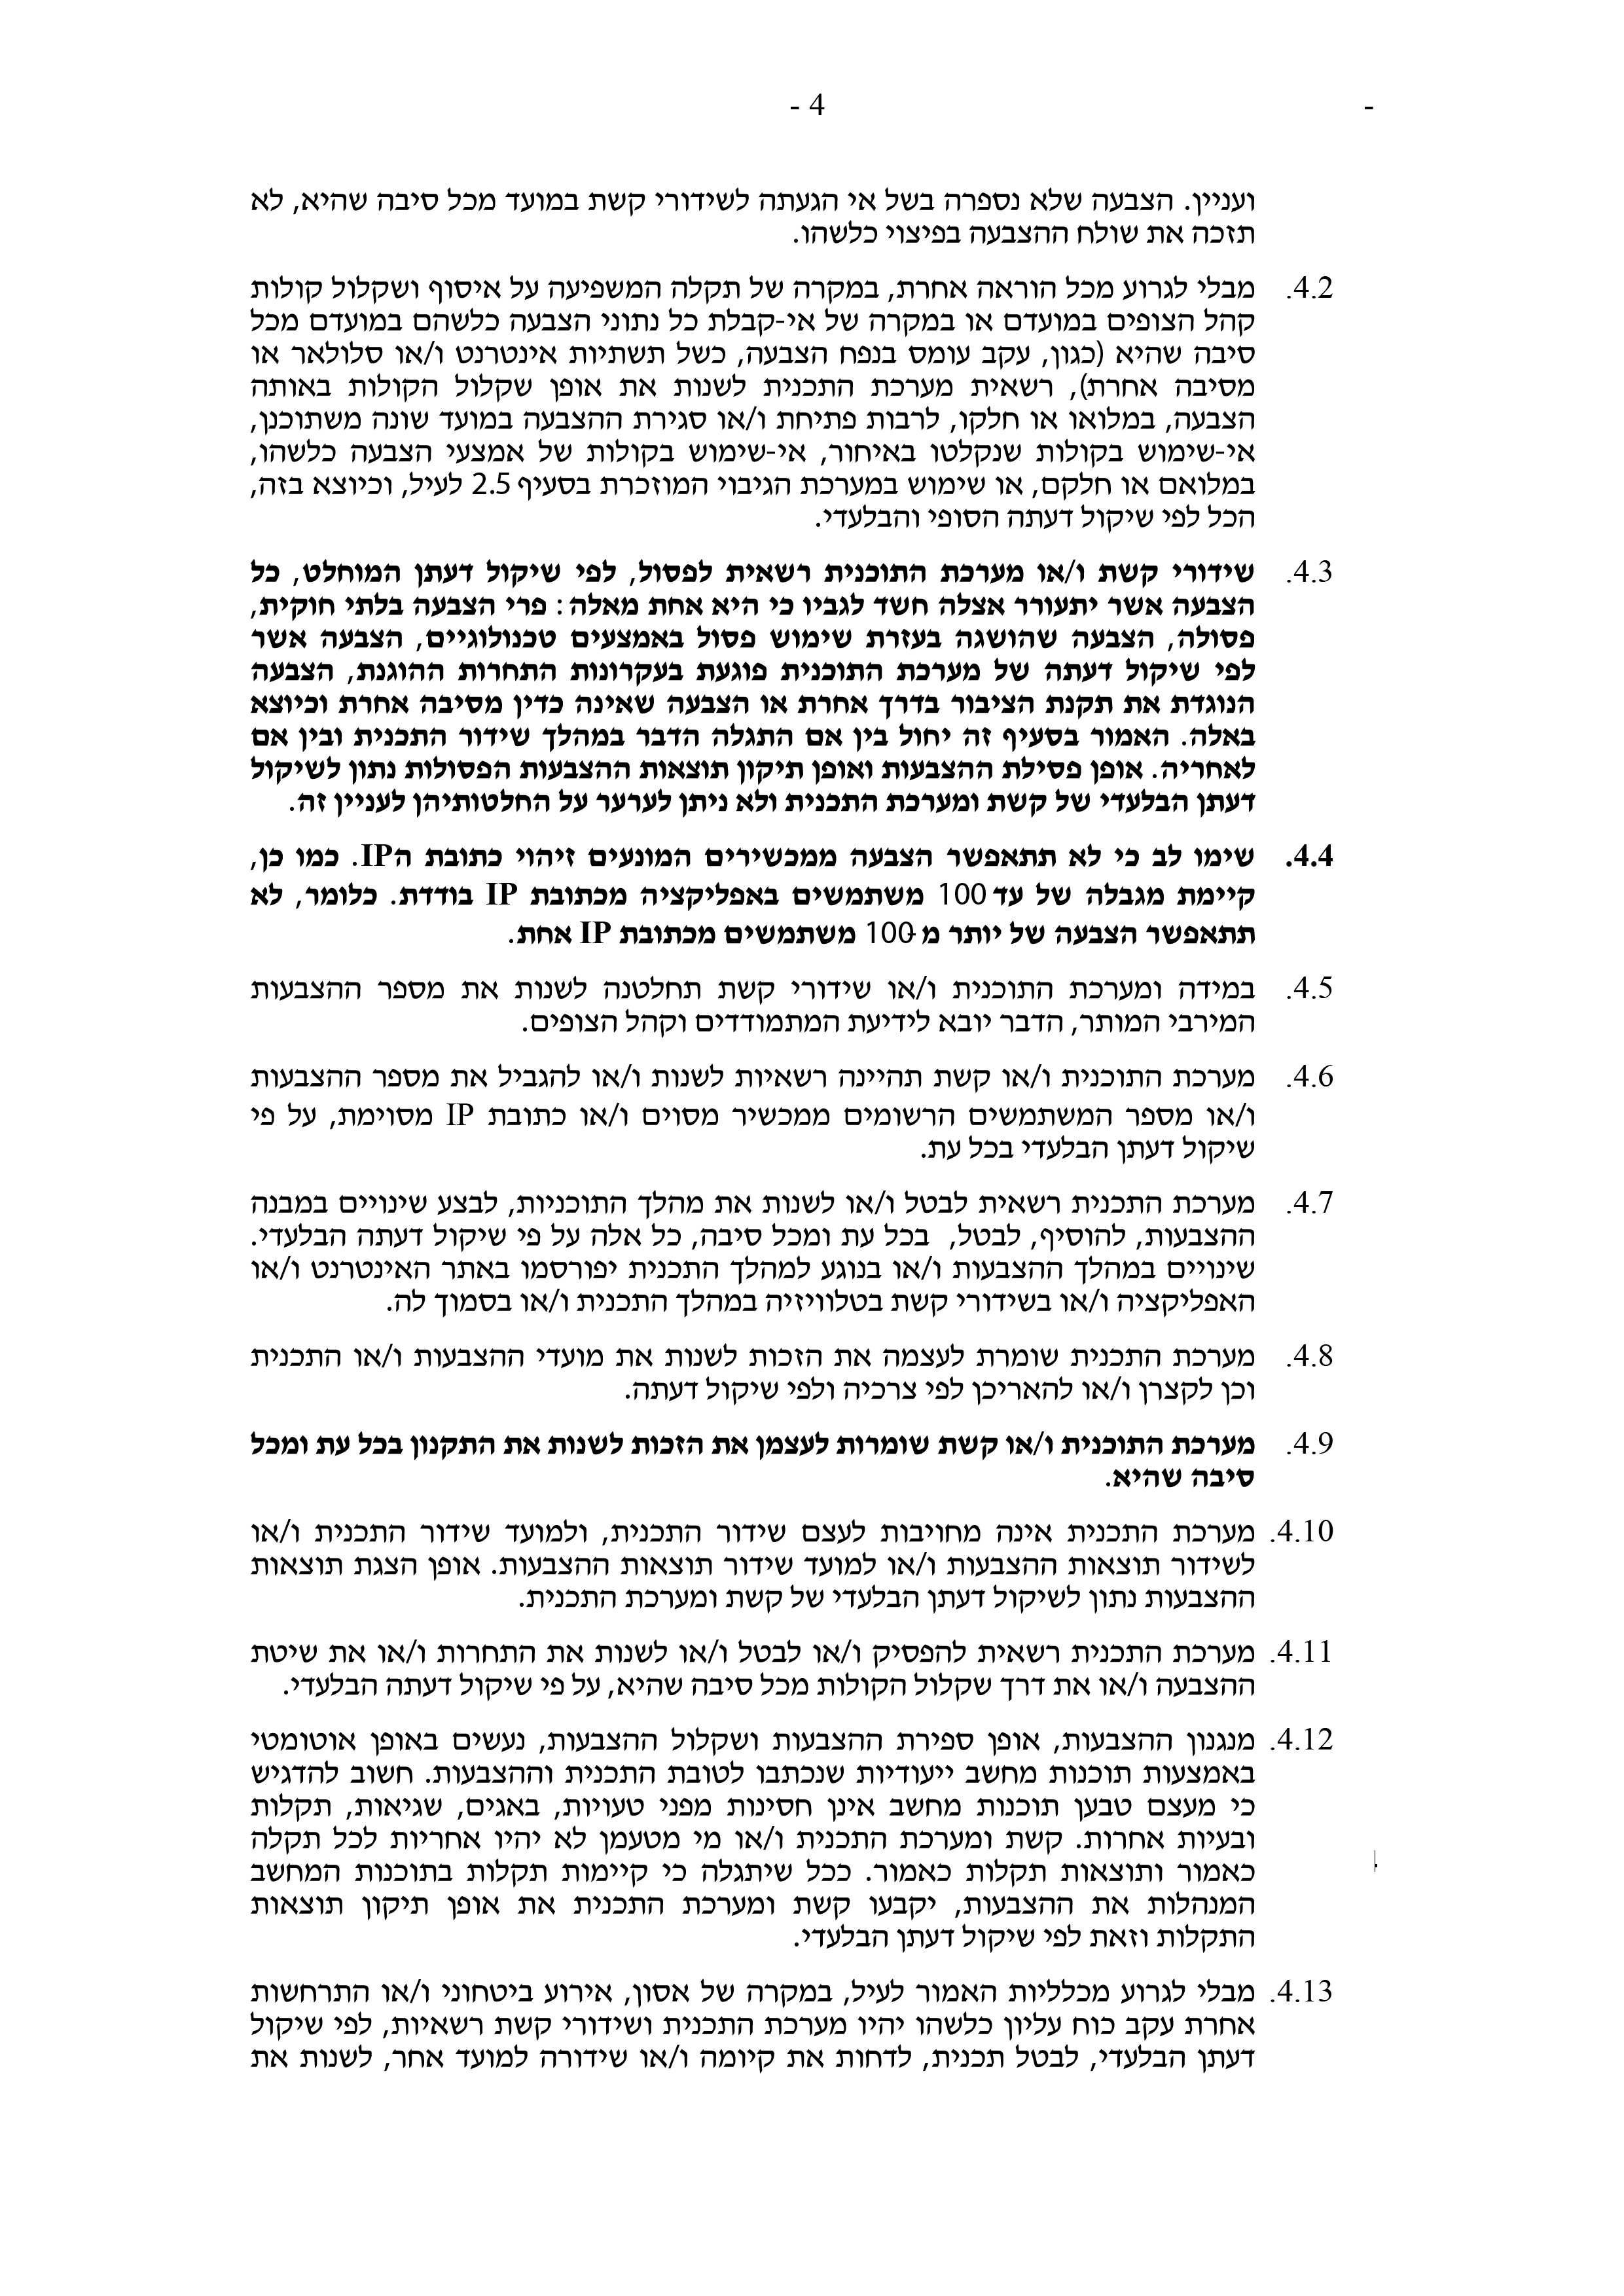 - 4 -
ועניין. הצבעה שלא נספרה בשל אי הגעתה לשידורי קשת במועד מכל סיבה שהיא, לא
תזכה את שולח ההצבעה בפיצוי כלשהו.
4.2. מבלי לגרוע מכל הוראה אחרת, במקרה של תקלה המשפיעה על איסוף ושקלול קולות
קהל הצופים במועדם או במקרה של אי-קבלת כל נתוני הצבעה כלשהם במועדם מכל
סיבה שהיא (כגון, עקב עומס בנפח הצבעה, כשל תשתיות אינטרנט ו/או סלולאר או
מסיבה אחרת), רשאית מערכת התכנית לשנות את אופן שקלול הקולות באותה
הצבעה, במלואו או חלקו, לרבות פתיחת ו/או סגירת ההצבעה במועד שונה משתוכנן,
אי-שימוש בקולות שנקלטו באיחור, אי-שימוש בקולות של אמצעי הצבעה כלשהו,
במלואם או חלקם, או שימוש במערכת הגיבוי המוזכרת בסעיף 2.5 לעיל, וכיוצא בזה,
הכל לפי שיקול דעתה הסופי והבלעדי.
4.3. שידורי קשת ו/או מערכת התוכנית רשאית לפסול, לפי שיקול דעתן המוחלט, כל
הצבעה אשר יתעורר אצלה חשד לגביו כי היא אחת מאלה: פרי הצבעה בלתי חוקית,
פסולה, הצבעה שהושגה בעזרת שימוש פסול באמצעים טכנולוגיים, הצבעה אשר
לפי שיקול דעתה של מערכת התוכנית פוגעת בעקרונות התחרות ההוגנת, הצבעה
הנוגדת את תקנת הציבור בדרך אחרת או הצבעה שאינה כדין מסיבה אחרת וכיוצא
באלה. האמור בסעיף זה יחול בין אם התגלה הדבר במהלך שידור התכנית ובין אם
לאחריה. אופן פסילת ההצבעות ואופן תיקון תוצאות ההצבעות הפסולות נתון לשיקול
דעתן הבלעדי של קשת ומערכת התכנית ולא ניתן לערער על החלטותיהן לעניין זה.
4.4. שימו לב כי לא תתאפשר הצבעה ממכשירים המונעים זיהוי כתובת הIP. כמו כן,
קיימת מגבלה של עד 100 משתמשים באפליקציה מכתובת IP בודדת. כלומר, לא
תתאפשר הצבעה של יותר מ-100 משתמשים מכתובת IP אחת.
4.5. במידה ומערכת התוכנית ו/או שידורי קשת תחלטנה לשנות את מספר ההצבעות
המירבי המותר, הדבר יובא לידיעת המתמודדים וקהל הצופים.
4.6. מערכת התוכנית ו/או קשת תהיינה רשאיות לשנות ו/או להגביל את מספר ההצבעות
ו/או מספר המשתמשים הרשומים ממכשיר מסוים ו/או כתובת IP מסוימת, על פי
שיקול דעתן הבלעדי בכל עת.
4.7. מערכת התכנית רשאית לבטל ו/או לשנות את מהלך התוכניות, לבצע שינויים במבנה
ההצבעות, להוסיף, לבטל, בכל עת ומכל סיבה, כל אלה על פי שיקול דעתה הבלעדי.
שינויים במהלך ההצבעות ו/או בנוגע למהלך התכנית יפורסמו באתר האינטרנט ו/או
האפליקציה ו/או בשידורי קשת בטלוויזיה במהלך התכנית ו/או בסמוך לה.
4.8. מערכת התכנית שומרת לעצמה את הזכות לשנות את מועדי ההצבעות ו/או התכנית
וכן לקצרן ו/או להאריכן לפי צרכיה ולפי שיקול דעתה.
4.9. מערכת התוכנית ו/או קשת שומרות לעצמן את הזכות לשנות את התקנון בכל עת ומכל
סיבה שהיא.
4.10. מערכת התכנית אינה מחויבות לעצם שידור התכנית, ולמועד שידור התכנית ו/או
לשידור תוצאות ההצבעות ו/או למועד שידור תוצאות ההצבעות. אופן הצגת תוצאות
ההצבעות נתון לשיקול דעתן הבלעדי של קשת ומערכת התכנית.
4.11. מערכת התכנית רשאית להפסיק ו/או לבטל ו/או לשנות את התחרות ו/או את שיטת
ההצבעה ו/או את דרך שקלול הקולות מכל סיבה שהיא, על פי שיקול דעתה הבלעדי.
4.12. מנגנון ההצבעות, אופן ספירת ההצבעות ושקלול ההצבעות, נעשים באופן אוטומטי
באמצעות תוכנות מחשב ייעודיות שנכתבו לטובת התכנית וההצבעות. חשוב להדגיש
כי מעצם טבען תוכנות מחשב אינן חסינות מפני טעויות, באגים, שגיאות, תקלות
ובעיות אחרות. קשת ומערכת התכנית ו/או מי מטעמן לא יהיו אחריות לכל תקלה
כאמור ותוצאות תקלות כאמור. ככל שיתגלה כי קיימות תקלות בתוכנות המחשב
המנהלות את ההצבעות, יקבעו קשת ומערכת התכנית את אופן תיקון תוצאות
התקלות וזאת לפי שיקול דעתן הבלעדי.
4.13. מבלי לגרוע מכלליות האמור לעיל, במקרה של אסון, אירוע ביטחוני ו/או התרחשות
אחרת עקב כוח עליון כלשהו יהיו מערכת התכנית ושידורי קשת רשאיות, לפי שיקול
דעתן הבלעדי, לבטל תכנית, לדחות את קיומה ו/או שידורה למועד אחר, לשנות את